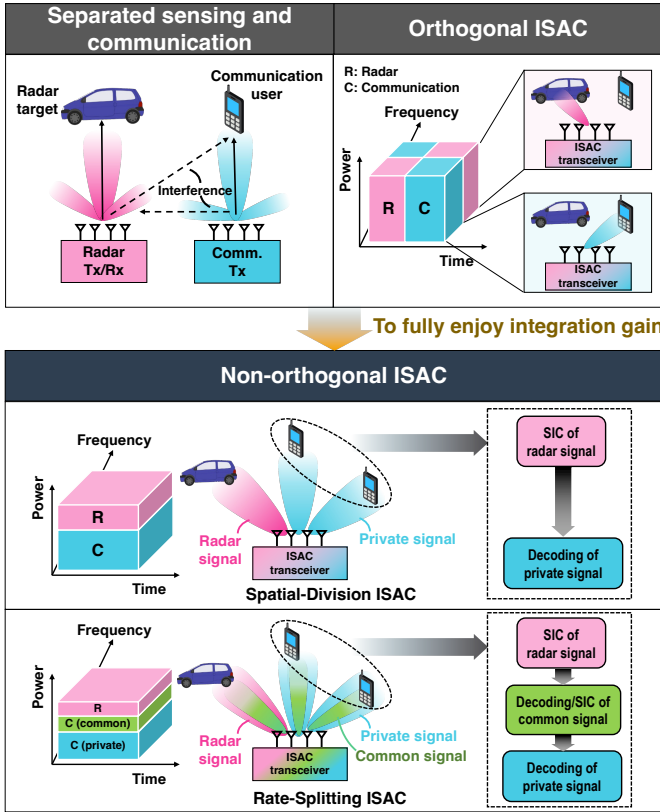 Separated sensing and
communication
Radar
target
Communication
user
Interference
Radar
Tx/Rx
Comm.
Tx
Orthogonal ISAC
R: Radar
C: Communication
Frequency
Power
R
C
Time
ISAC
transceiver
ISAC
transceiver
To fully enjoy integration gain
Non-orthogonal ISAC
Frequency
Power
R
C
Time
Radar
signal
Private signal
ISAC
transceiver
Spatial-Division ISAC
SIC of
radar signal
Decoding of
private signal
Frequency
Power
R
C (common)
C (private)
Time
Radar
signal
Private signal
Common signal
ISAC
transceiver
Rate-Splitting ISAC
SIC of
radar signal
Decoding/SIC of
common signal
Decoding of
private signal